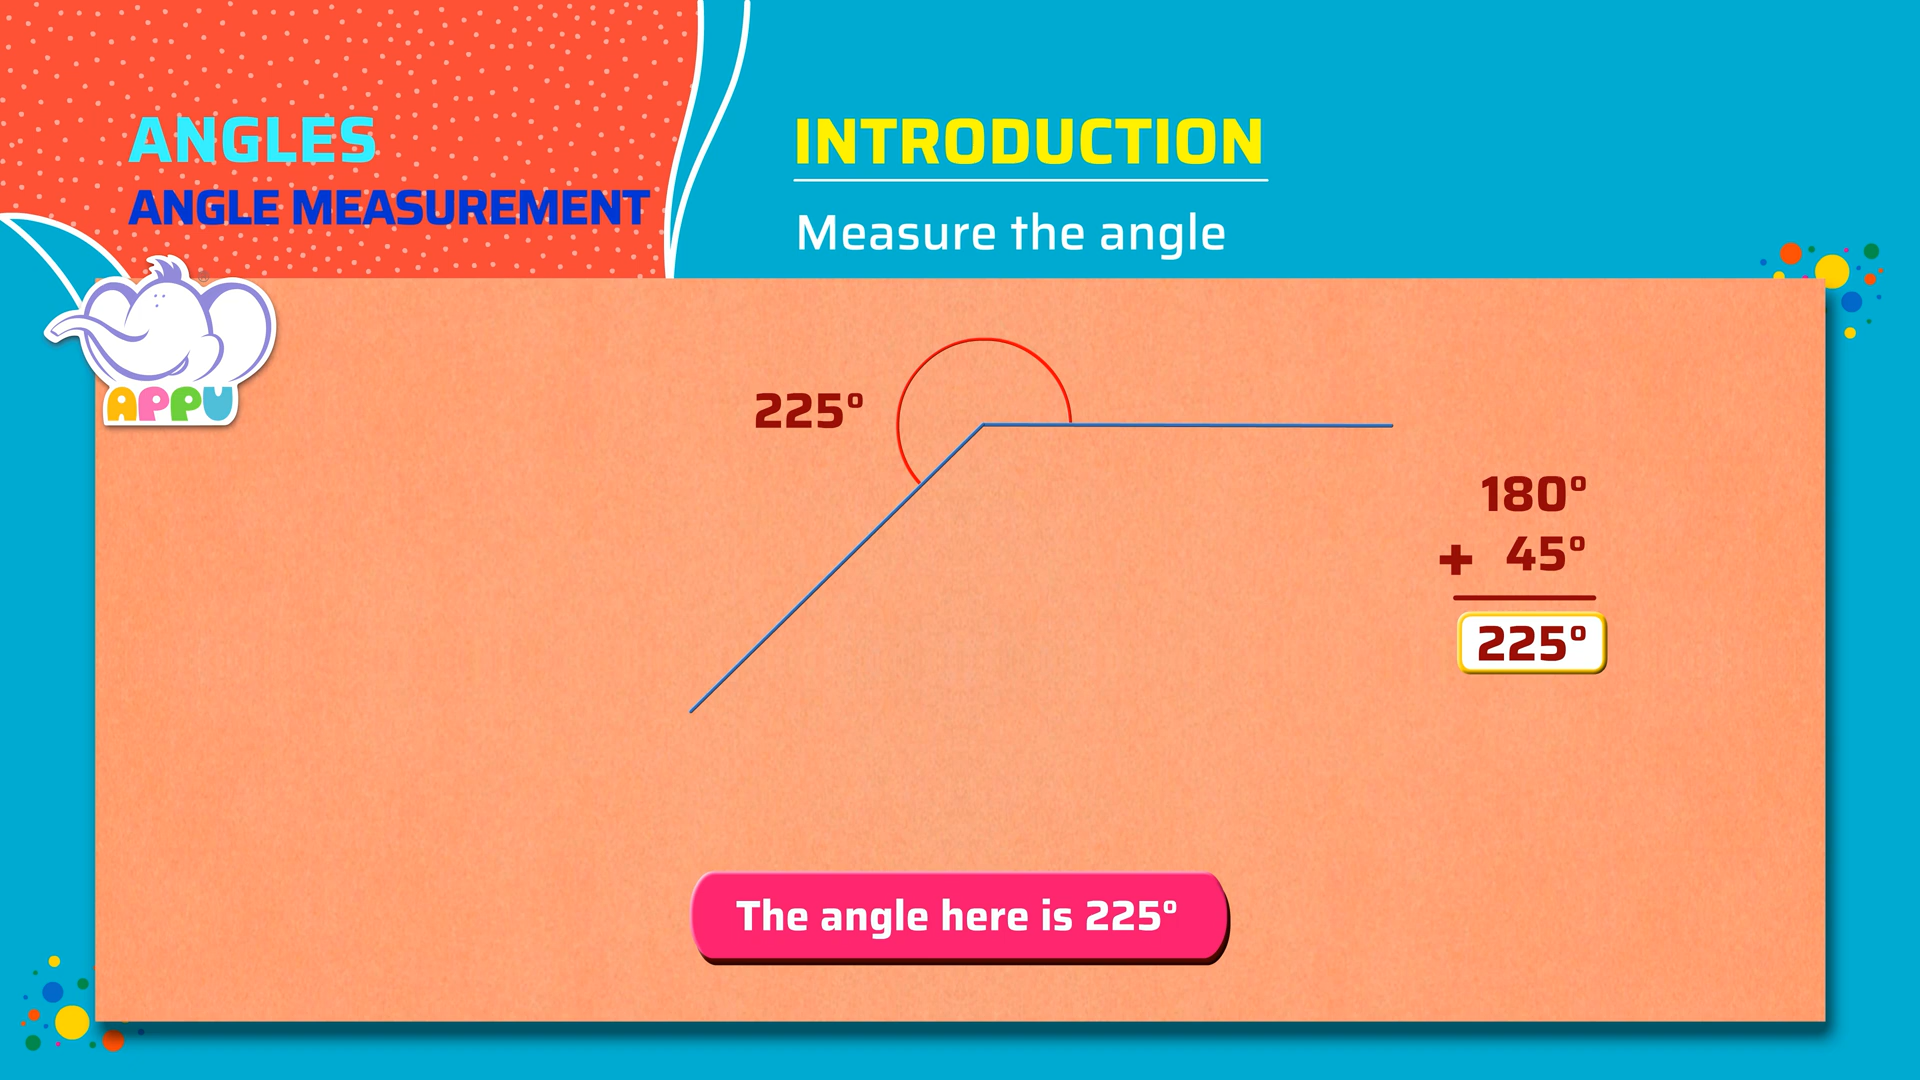 ANGLES
ANGLE MEASUREMENT
INTRODUCTION
Measure the angle
APPU
225°
180°
+ 45°
225°
The angle here is 225°